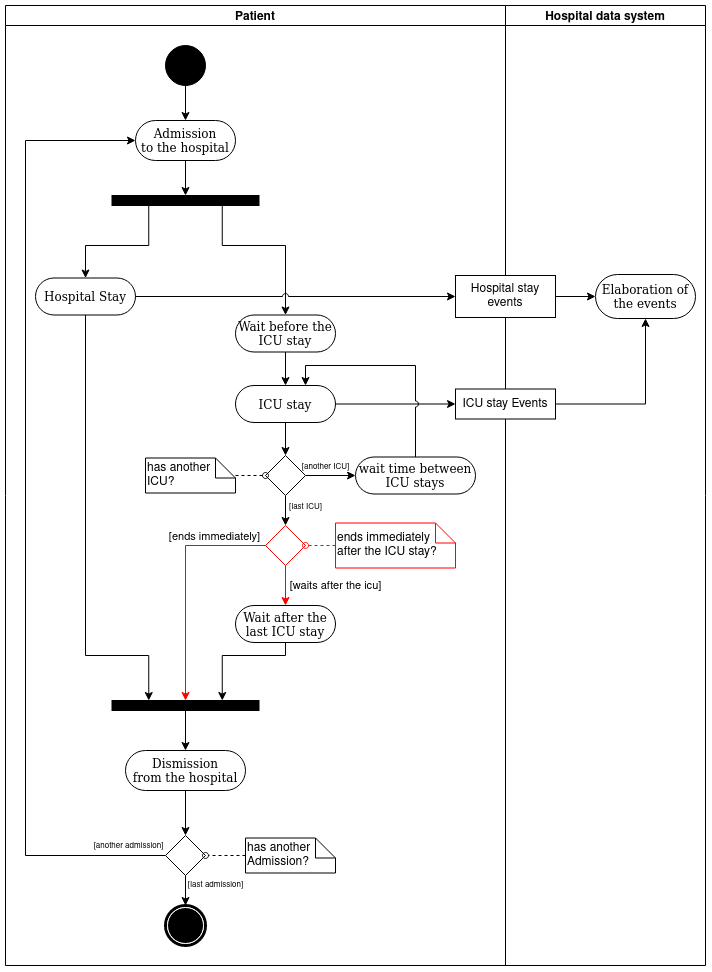 Patient
Hospital data system
Admission
to the hospital
Hospital Stay
Hospital stay
events
Elaboration of
the events
Wait before the
ICU stay
ICU stay
ICU stay Events
has another
ICU?
[another ICU]
wait time between
ICU stays
[last ICU]
[ends immediately]
ends immediately
after the ICU stay?
[waits after the icu]
Wait after the
last ICU stay
Dismission
from the hospital
[another admission]
has another
Admission?
[last admission]